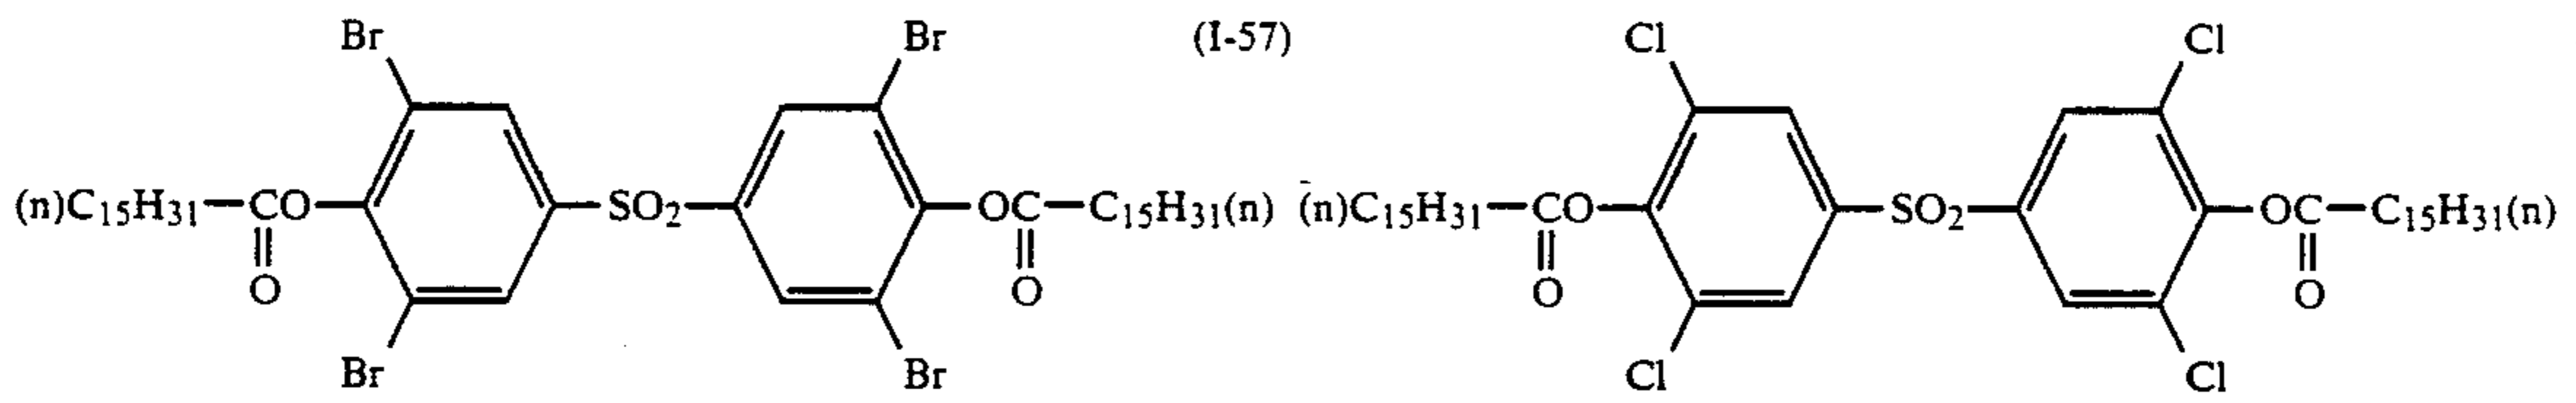 Br Br (I-57) Cl Cl
(n)C15H31—CO SO2 OC—C15H31(n) (n)C15H31—CO SO2 OC—C15H31(n)
O O O O
Br Br Cl Cl